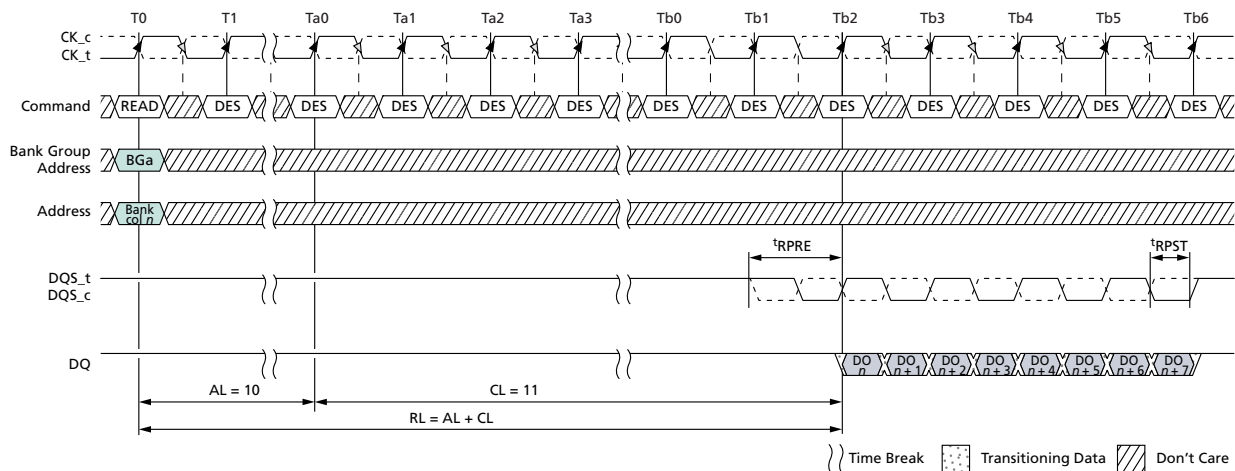 T0 T1 Ta0 Ta1 Ta2 Ta3 Tb0 Tb1 Tb2 Tb3 Tb4 Tb5 Tb6
CK_c
CK_t
Command READ DES DES DES DES DES DES DES DES DES DES DES DES
Bank Group
Address
BGa
Address
Bank
col n
tRPRE tRPST
DQS_t
DQS_c
DQ
DO DO DO DO DO DO DO DO
n n + 1 n + 2 n + 3 n + 4 n + 5 n + 6 n + 7
AL = 10 CL = 11
RL = AL + CL
Time Break Transitioning Data Don't Care